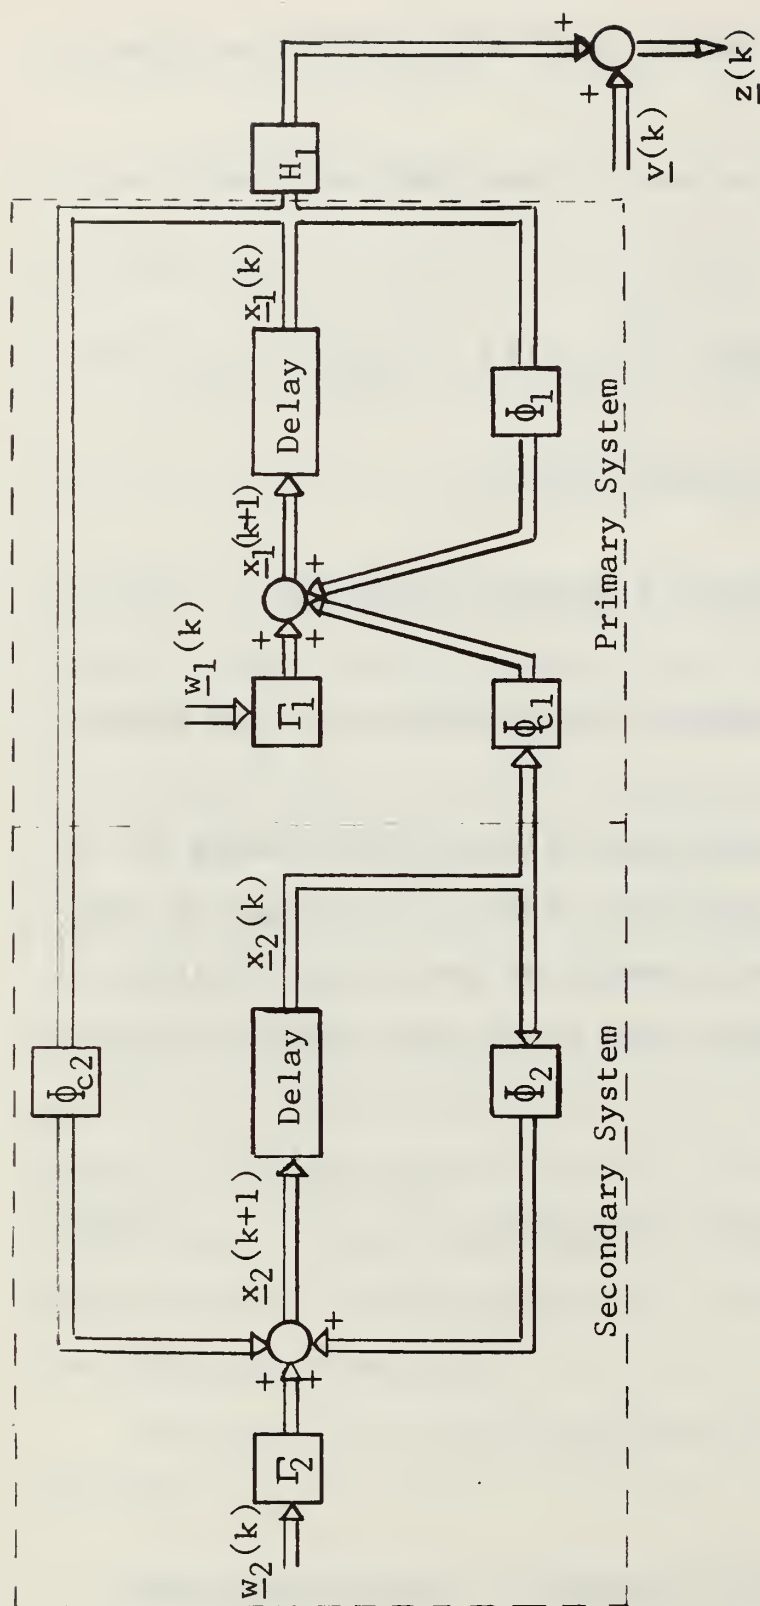 w2(k)
Γ2
+
+
x2(k+1)
+
Delay
x2(k)
Φ2
Φc2
Secondary System
w1(k)
Γ1
+
+
x1(k+1)
+
Delay
x1(k)
Φc1
Φ1
Primary System
H1
+
+
v(k)
z(k)